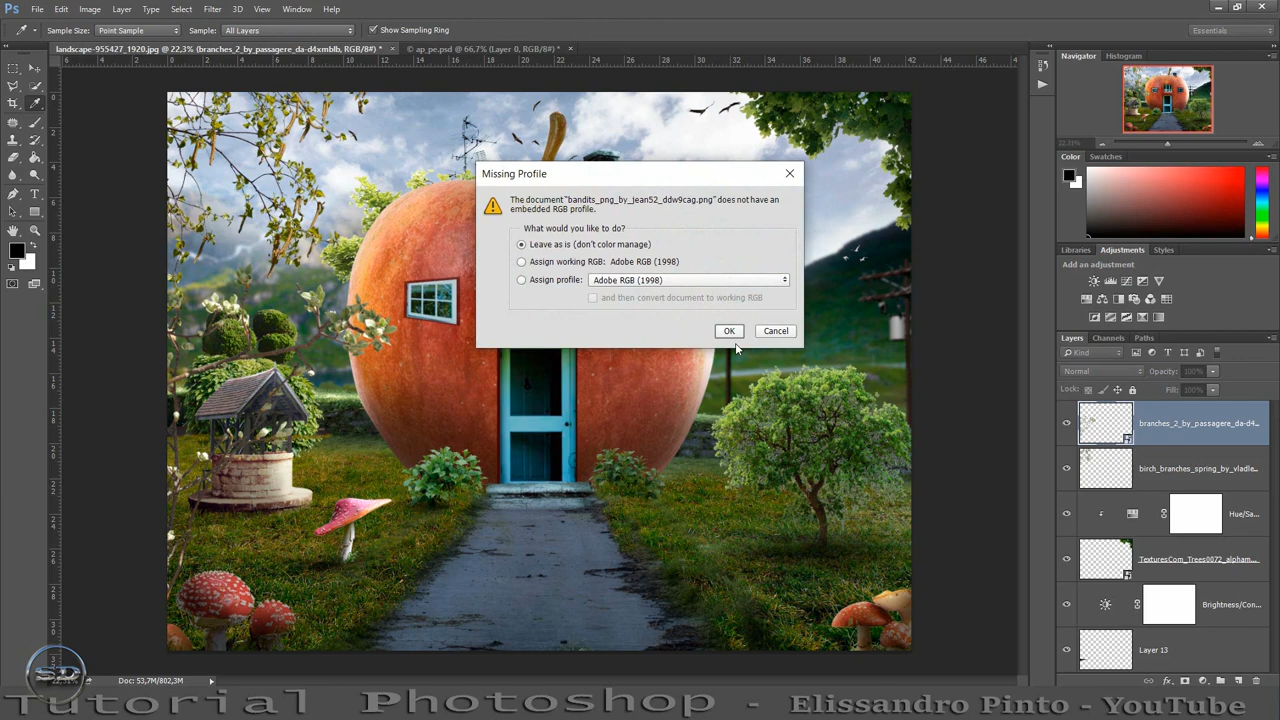 Ps File Edit Image Layer Type Select Filter 3D View Window Help
Sample Size: Point Sample Sample: All Layers Show Sampling Ring Essentials
landscape-955427_1920.jpg @ 22,3% (branches_2_by_passagere_da-d4xmblb, RGB/8#) * × © ap_pe.psd @ 66,7% (Layer 0, RGB/8#) * ×
Navigator Histogram
22.31%
Color Swatches
Missing Profile
The document "bandits_png_by_jean52_ddw9cag.png" does not have an
embedded RGB profile.
What would you like to do?
Leave as is (don't color manage)
Assign working RGB: Adobe RGB (1998)
Assign profile: Adobe RGB (1998)
and then convert document to working RGB
OK Cancel
Libraries Adjustments Styles
Add an adjustment
Layers Channels Paths
Kind
Normal Opacity: 100%
Lock: Fill: 100%
branches_2_by_passagere_da-d4...
birch_branches_spring_by_vladle...
Hue/Sa...
TexturesCom_Trees0072_alpham...
Brightness/Con...
Layer 13
Doc: 53,7M/802,3M
SD
Tutorial Photoshop - Elissandro Pinto - YouTube